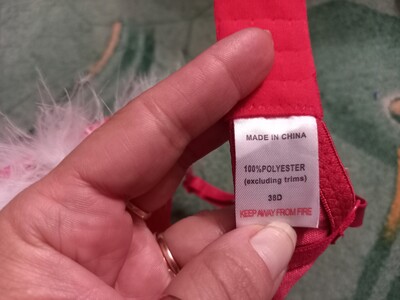 MADE IN CHINA
100%POLYESTER
(excluding trims)
38D
KEEP AWAY FROM FIRE